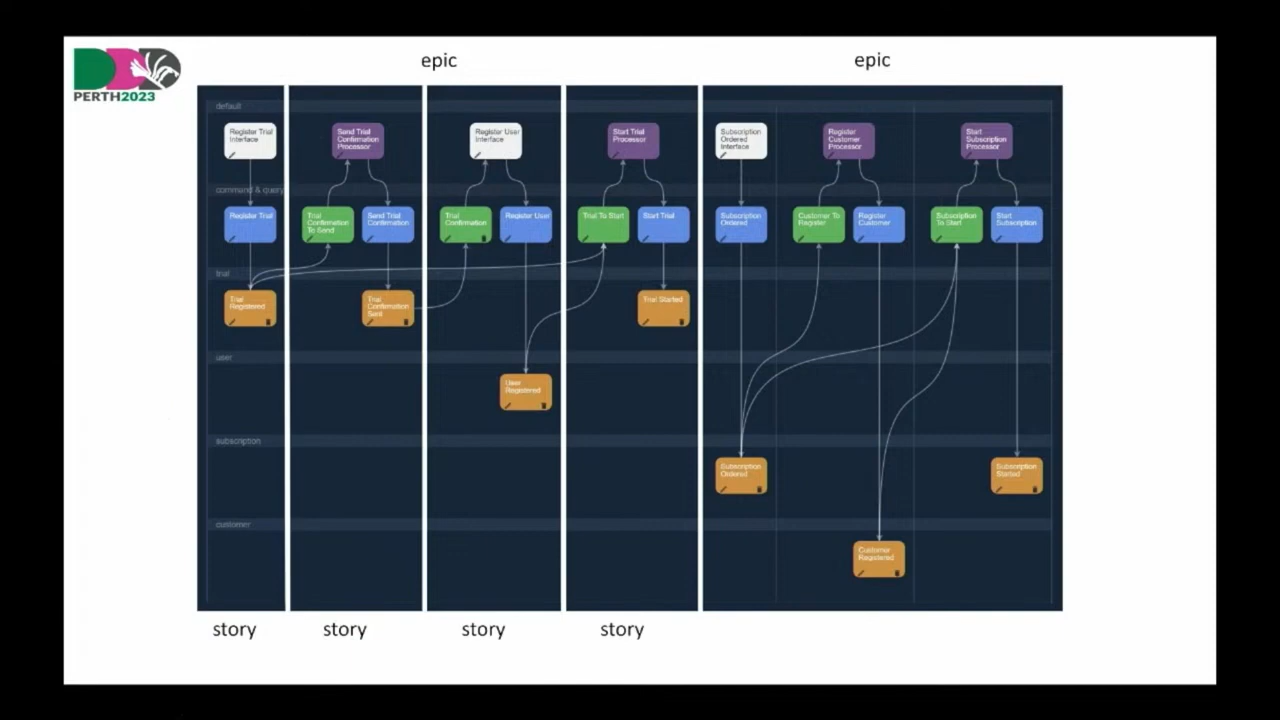 DDD
PERTH2023
epic
epic
default
Register Trial
Interface
Send Trial
Confirmation
Processor
Register User
Interface
Start Trial
Processor
Subscription
Ordered
Interface
Register
Customer
Processor
Start
Subscription
Processor
command & query
Register Trial
Trial
Confirmation
To Send
Send Trial
Confirmation
Trial
Confirmation
Register User
Trial To Start
Start Trial
Subscription
Ordered
Customer To
Register
Register
Customer
Subscription
To Start
Start
Subscription
trial
Trial
Registered
Trial
Confirmation
Sent
Trial Started
user
User
Registered
subscription
Subscription
Ordered
Subscription
Started
customer
Customer
Registered
story
story
story
story